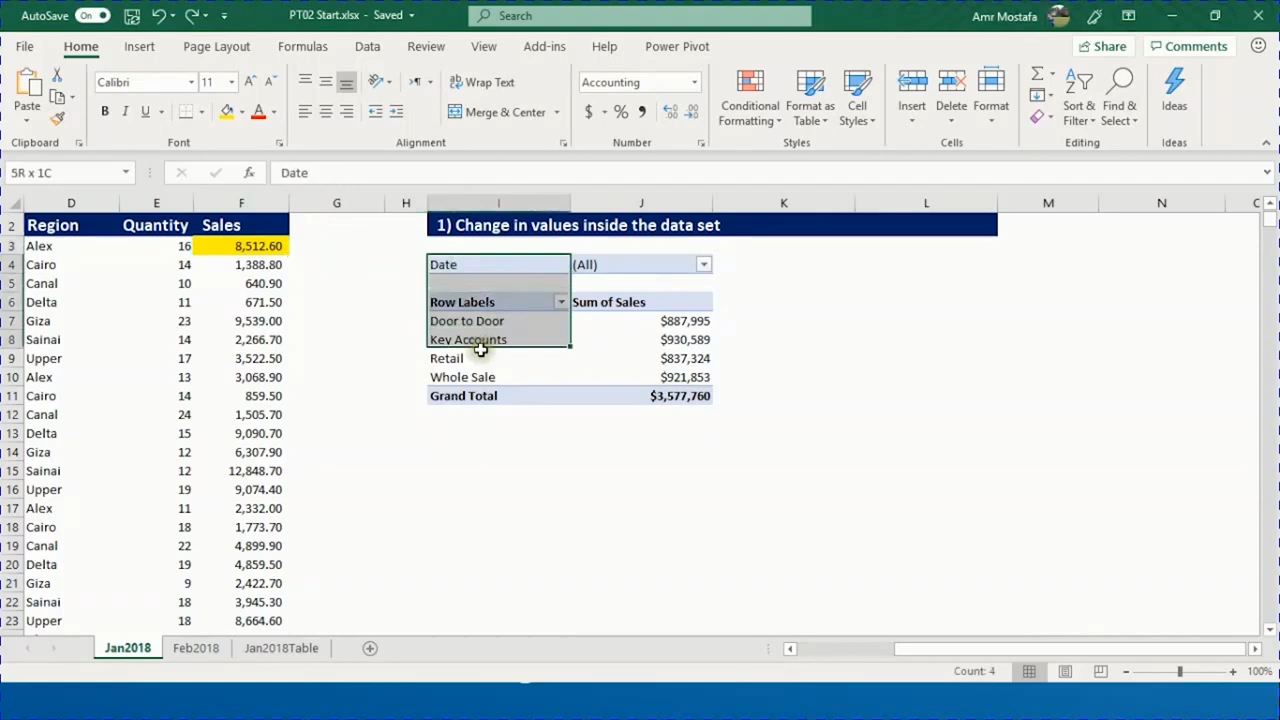 AutoSave On PT02 Start.xlsx - Saved Search Amr Mostafa
File Home Insert Page Layout Formulas Data Review View Add-ins Help Power Pivot Share Comments
Paste Calibri 11 Wrap Text Accounting Conditional Formatting Format as Table Cell Styles Insert Delete Format Sort & Filter Find & Select Ideas
B I U Merge & Center $ % ,
Clipboard Font Alignment Number Styles Cells Editing Ideas
5R x 1C fx Date
D E F G H I J K L M N
2 Region Quantity Sales 1) Change in values inside the data set
3 Alex 16 8,512.60
4 Cairo 14 1,388.80 Date (All)
5 Canal 10 640.90
6 Delta 11 671.50 Row Labels Sum of Sales
7 Giza 23 9,539.00 Door to Door $887,995
8 Sainai 14 2,266.70 Key Accounts $930,589
9 Upper 17 3,522.50 Retail $837,324
10 Alex 13 3,068.90 Whole Sale $921,853
11 Cairo 14 859.50 Grand Total $3,577,760
12 Canal 24 1,505.70
13 Delta 15 9,090.70
14 Giza 12 6,307.90
15 Sainai 12 12,848.70
16 Upper 19 9,074.40
17 Alex 11 2,332.00
18 Cairo 18 1,773.70
19 Canal 22 4,899.90
20 Delta 19 4,859.50
21 Giza 9 2,422.70
22 Sainai 18 3,945.30
23 Upper 18 8,664.60
Jan2018 Feb2018 Jan2018Table
Count: 4 100%